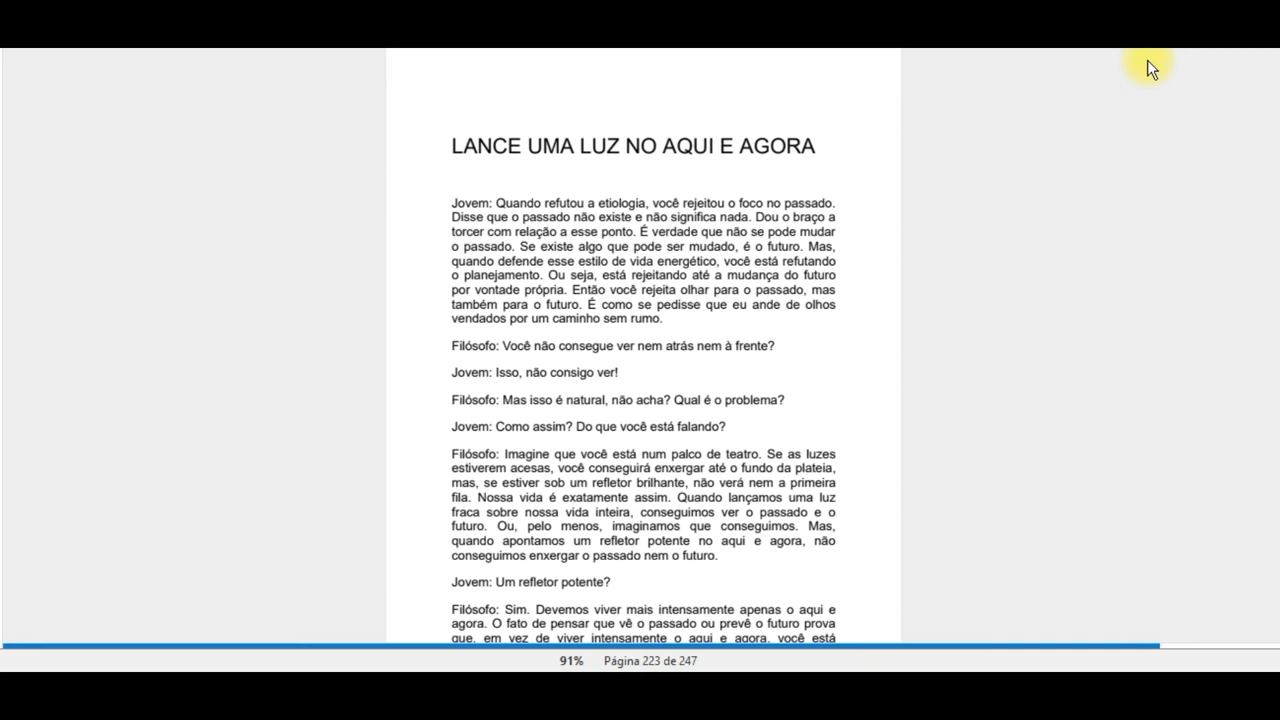 LANCE UMA LUZ NO AQUI E AGORA
Jovem: Quando refutou a etiologia, você rejeitou o foco no passado.
Disse que o passado não existe e não significa nada. Dou o braço a
torcer com relação a esse ponto. É verdade que não se pode mudar
o passado. Se existe algo que pode ser mudado, é o futuro. Mas,
quando defende esse estilo de vida energético, você está refutando
o planejamento. Ou seja, está rejeitando até a mudança do futuro
por vontade própria. Então você rejeita olhar para o passado, mas
também para o futuro. É como se pedisse que eu ande de olhos
vendados por um caminho sem rumo.
Filósofo: Você não consegue ver nem atrás nem à frente?
Jovem: Isso, não consigo ver!
Filósofo: Mas isso é natural, não acha? Qual é o problema?
Jovem: Como assim? Do que você está falando?
Filósofo: Imagine que você está num palco de teatro. Se as luzes
estiverem acesas, você conseguirá enxergar até o fundo da plateia,
mas, se estiver sob um refletor brilhante, não verá nem a primeira
fila. Nossa vida é exatamente assim. Quando lançamos uma luz
fraca sobre nossa vida inteira, conseguimos ver o passado e o
futuro. Ou, pelo menos, imaginamos que conseguimos. Mas,
quando apontamos um refletor potente no aqui e agora, não
conseguimos enxergar o passado nem o futuro.
Jovem: Um refletor potente?
Filósofo: Sim. Devemos viver mais intensamente apenas o aqui e
agora. O fato de pensar que vê o passado ou prevê o futuro prova
que, em vez de viver intensamente o aqui e agora, você está
91% Página 223 de 247